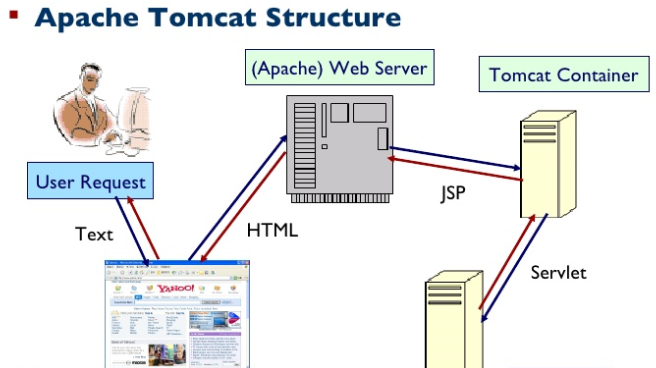 Apache Tomcat Structure
(Apache) Web Server
Tomcat Container
User Request
JSP
Text
HTML
Servlet
YAHOO!